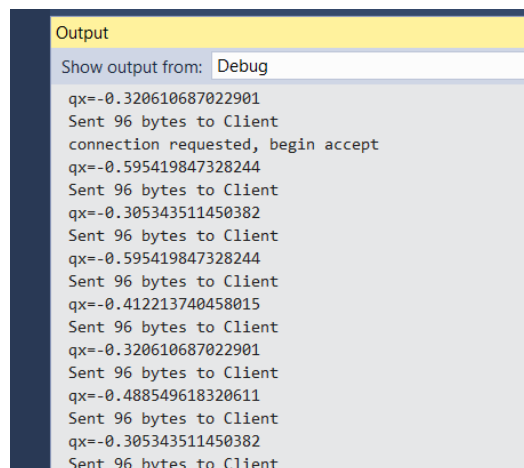 Output
Show output from: Debug
qx=-0.320610687022901
Sent 96 bytes to Client
connection requested, begin accept
qx=-0.595419847328244
Sent 96 bytes to Client
qx=-0.305343511450382
Sent 96 bytes to Client
qx=-0.595419847328244
Sent 96 bytes to Client
qx=-0.412213740458015
Sent 96 bytes to Client
qx=-0.320610687022901
Sent 96 bytes to Client
qx=-0.488549618320611
Sent 96 bytes to Client
qx=-0.305343511450382
Sent 96 bytes to Client